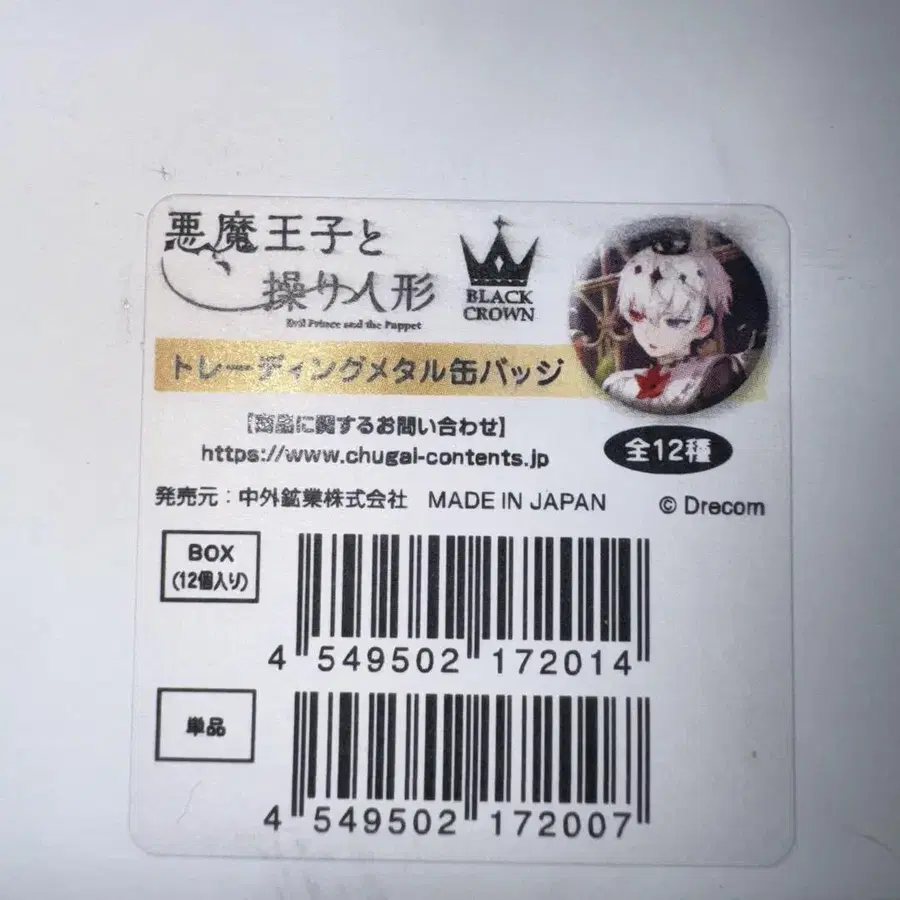 悪魔王子と
操り人形
Evil Prince and the Puppet
BLACK
CROWN
トレーディングメタル缶バッジ
【商品に関するお問い合わせ】
https://www.chugai-contents.jp
全12種
発売元：中外鉱業株式会社 MADE IN JAPAN © Drecom
BOX
(12個入り)
4 549502 172014
単品
4 549502 172007